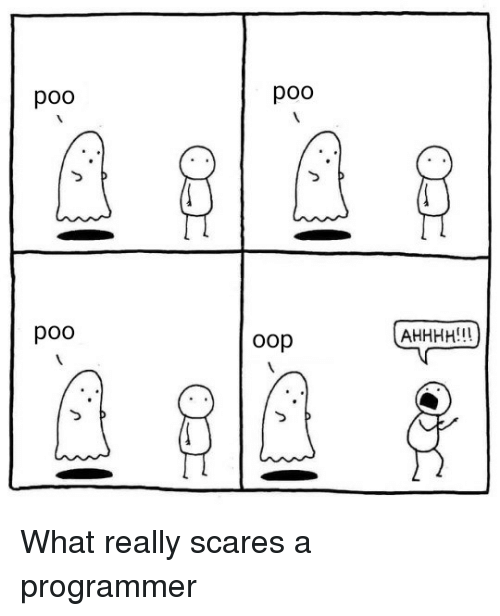 poo
poo
poo
oop
AHHHH!!!
What really scares a
programmer